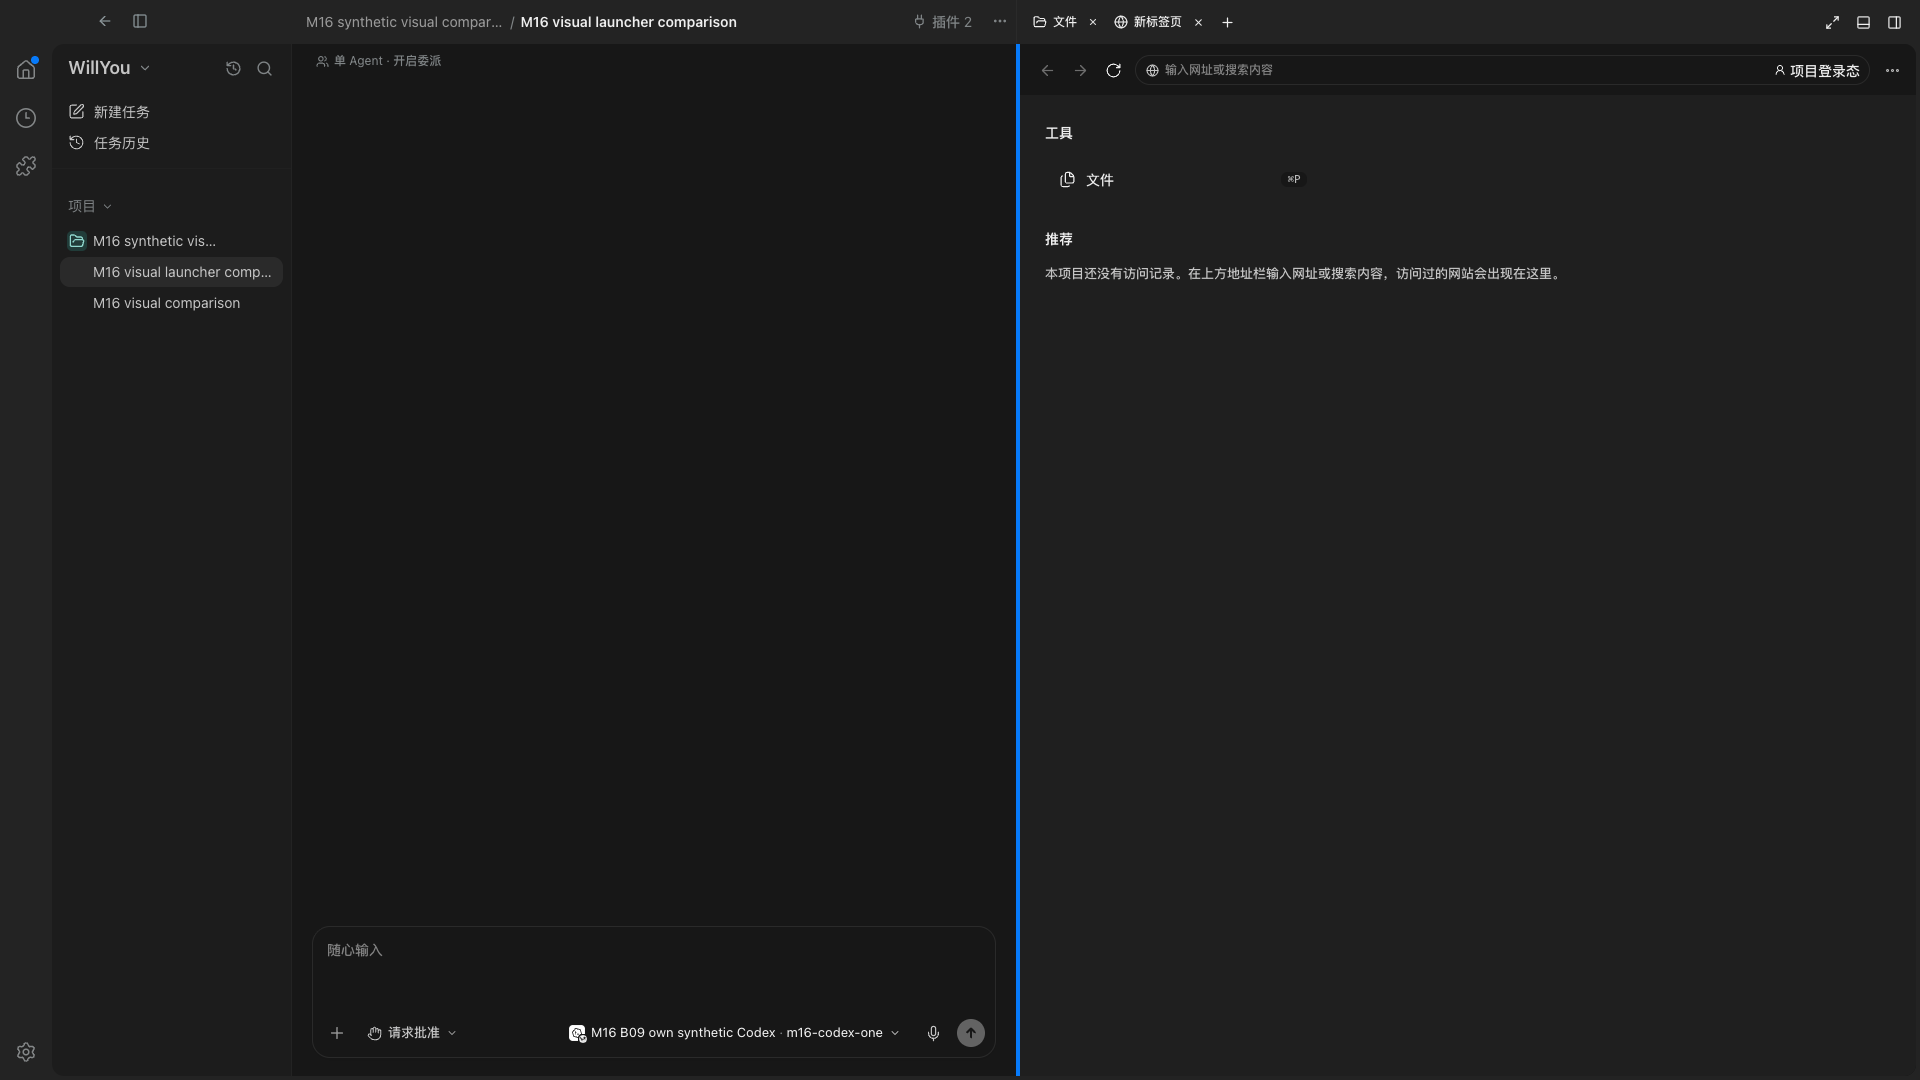 M16 synthetic visual compar... / M16 visual launcher comparison
插件 2
文件
新标签页
WillYou
新建任务
任务历史
项目
M16 synthetic vis...
M16 visual launcher comp...
M16 visual comparison
单 Agent · 开启委派
随心输入
请求批准
M16 B09 own synthetic Codex · m16-codex-one
输入网址或搜索内容
项目登录态
工具
文件
⌘P
推荐
本项目还没有访问记录。在上方地址栏输入网址或搜索内容，访问过的网站会出现在这里。